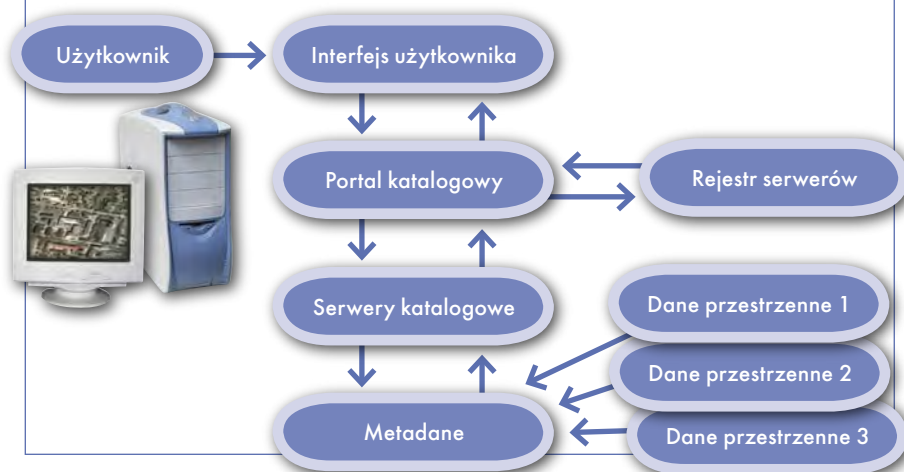 Użytkownik
Interfejs użytkownika
Portal katalogowy
Rejestr serwerów
Serwery katalogowe
Dane przestrzenne 1
Dane przestrzenne 2
Metadane
Dane przestrzenne 3